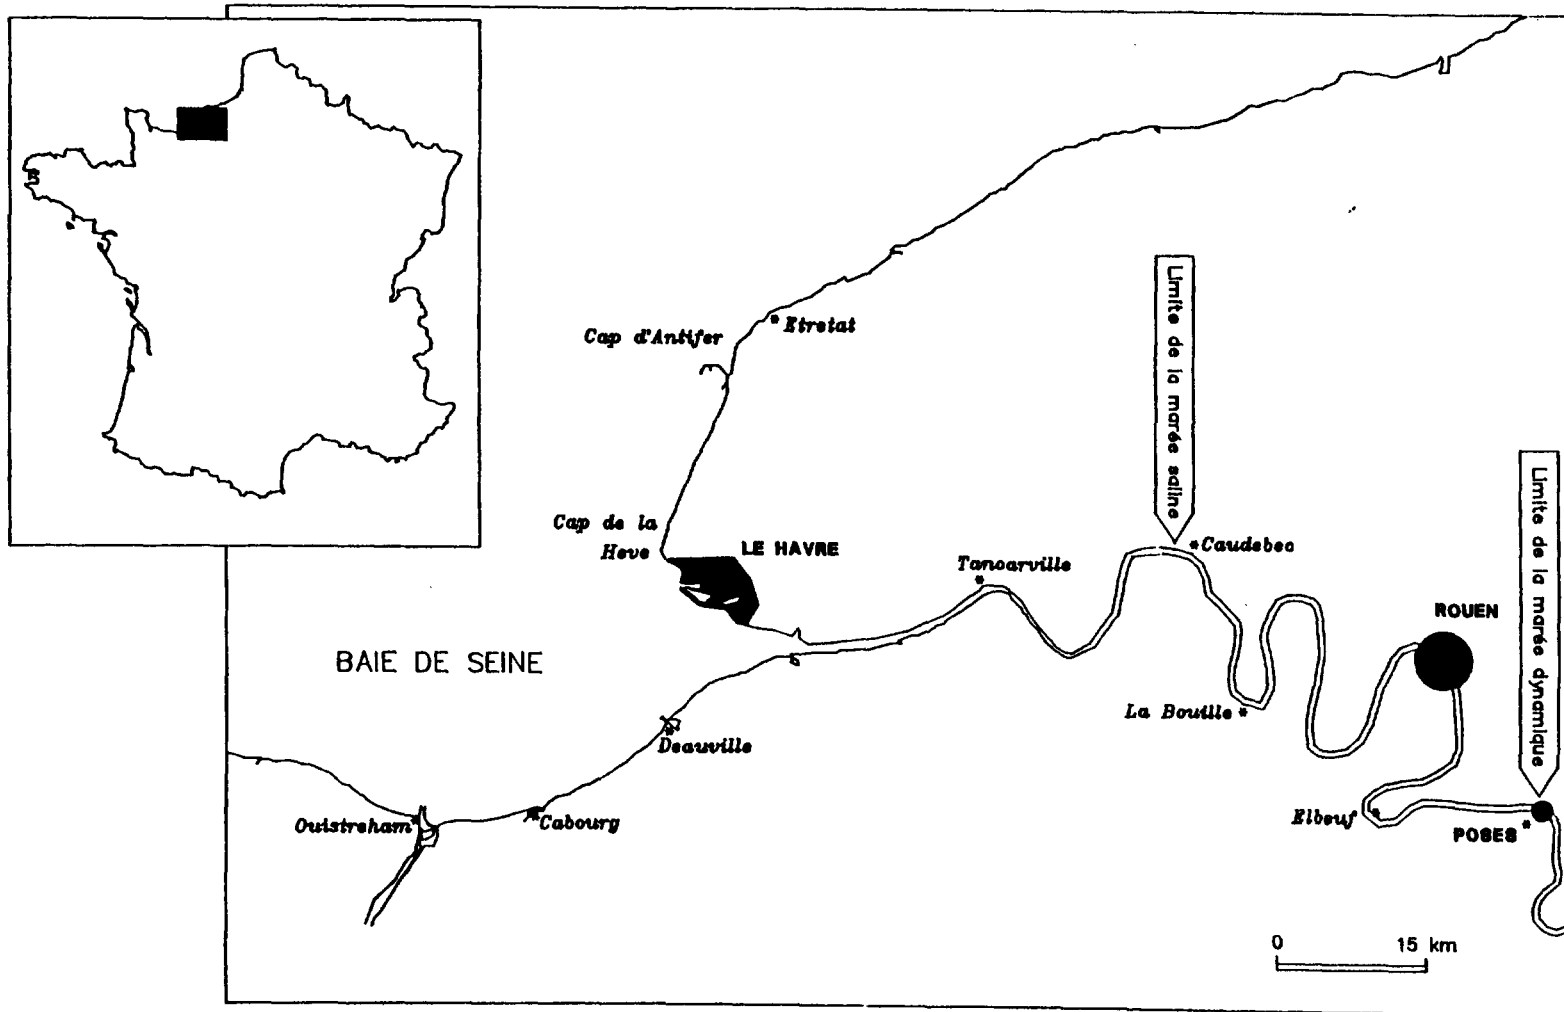 Cap d'Antifer
* Etretat
Limite de la marée saline
Limite de la marée dynamique
Cap de la
Heve
LE HAVRE
Tancarville
*
*Caudebec
ROUEN
BAIE DE SEINE
La Bouille *
*
Deauville
Ouistreham*
*Cabourg
Elbeuf *
POSES *
0 15 km